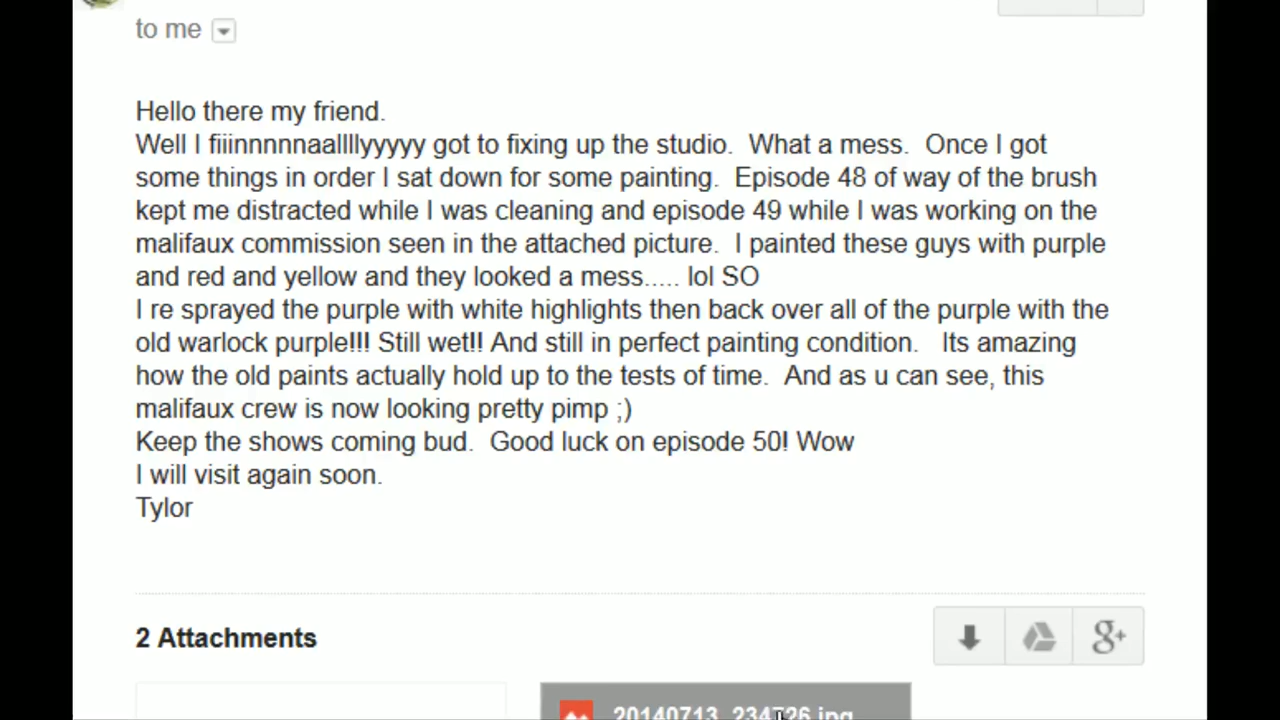 to me
Hello there my friend.
Well I fiiinnnnnaallllyyyyy got to fixing up the studio.  What a mess.  Once I got
some things in order I sat down for some painting.  Episode 48 of way of the brush
kept me distracted while I was cleaning and episode 49 while I was working on the
malifaux commission seen in the attached picture.  I painted these guys with purple
and red and yellow and they looked a mess..... lol SO
I re sprayed the purple with white highlights then back over all of the purple with the
old warlock purple!!! Still wet!! And still in perfect painting condition.   Its amazing
how the old paints actually hold up to the tests of time.  And as u can see, this
malifaux crew is now looking pretty pimp ;)
Keep the shows coming bud.  Good luck on episode 50! Wow
I will visit again soon.
Tylor
2 Attachments
g+
20140713_234726.jpg